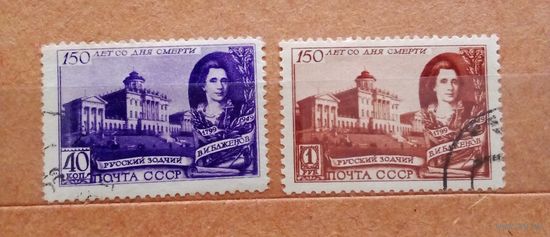 150 ЛЕТ СО ДНЯ СМЕРТИ
1799 1949
В.И.БАЖЕНОВ
РУССКИЙ ЗОДЧИЙ
40 КОП
ПОЧТА СССР
150 ЛЕТ СО ДНЯ СМЕРТИ
1799 1949
В.И.БАЖЕНОВ
РУССКИЙ ЗОДЧИЙ
1 РУБ
ПОЧТА СССР